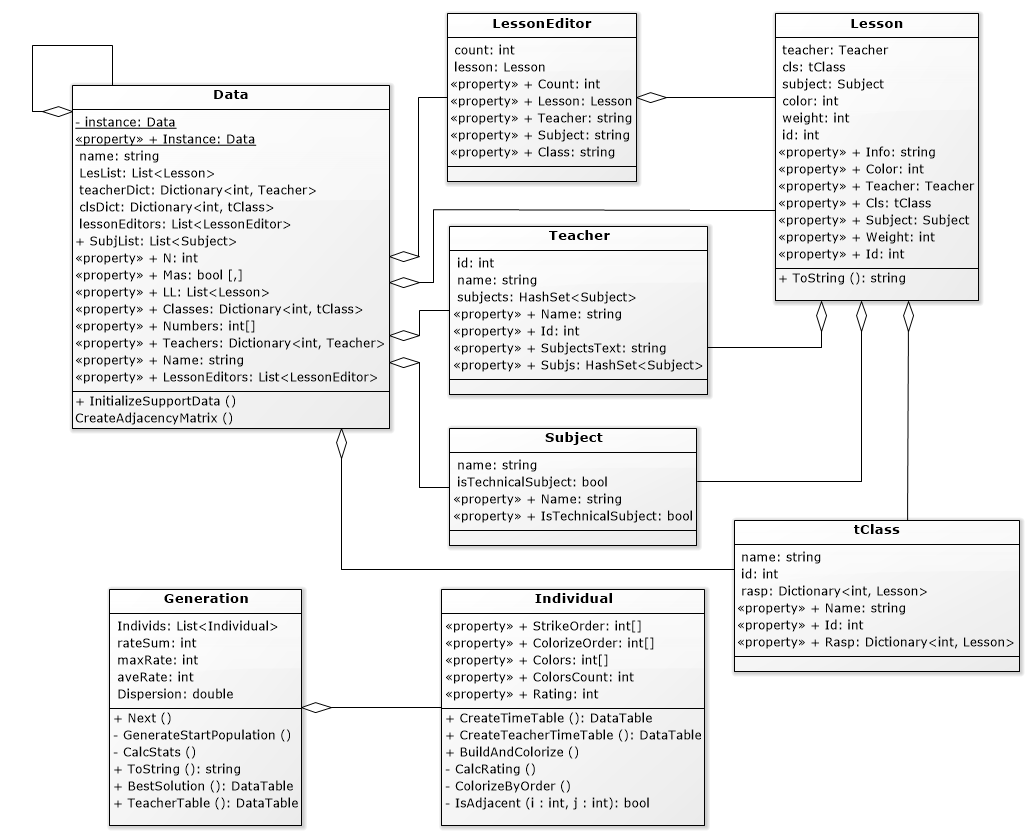 LessonEditor
count: int
lesson: Lesson
«property» + Count: int
«property» + Lesson: Lesson
«property» + Teacher: string
«property» + Subject: string
«property» + Class: string
Lesson
teacher: Teacher
cls: tClass
subject: Subject
color: int
weight: int
id: int
«property» + Info: string
«property» + Color: int
«property» + Teacher: Teacher
«property» + Cls: tClass
«property» + Subject: Subject
«property» + Weight: int
«property» + Id: int
+ ToString (): string
Data
- instance: Data
«property» + Instance: Data
name: string
LesList: List<Lesson>
teacherDict: Dictionary<int, Teacher>
clsDict: Dictionary<int, tClass>
lessonEditors: List<LessonEditor>
+ SubjList: List<Subject>
«property» + N: int
«property» + Mas: bool [,]
«property» + LL: List<Lesson>
«property» + Classes: Dictionary<int, tClass>
«property» + Numbers: int[]
«property» + Teachers: Dictionary<int, Teacher>
«property» + Name: string
«property» + LessonEditors: List<LessonEditor>
+ InitializeSupportData ()
CreateAdjacencyMatrix ()
Teacher
id: int
name: string
subjects: HashSet<Subject>
«property» + Name: string
«property» + Id: int
«property» + SubjectsText: string
«property» + Subjs: HashSet<Subject>
Subject
name: string
isTechnicalSubject: bool
«property» + Name: string
«property» + IsTechnicalSubject: bool
tClass
name: string
id: int
rasp: Dictionary<int, Lesson>
«property» + Name: string
«property» + Id: int
«property» + Rasp: Dictionary<int, Lesson>
Generation
Individs: List<Individual>
rateSum: int
maxRate: int
aveRate: int
Dispersion: double
+ Next ()
- GenerateStartPopulation ()
- CalcStats ()
+ ToString (): string
+ BestSolution (): DataTable
+ TeacherTable (): DataTable
Individual
«property» + StrikeOrder: int[]
«property» + ColorizeOrder: int[]
«property» + Colors: int[]
«property» + ColorsCount: int
«property» + Rating: int
+ CreateTimeTable (): DataTable
+ CreateTeacherTimeTable (): DataTable
+ BuildAndColorize ()
- CalcRating ()
- ColorizeByOrder ()
- IsAdjacent (i : int, j : int): bool